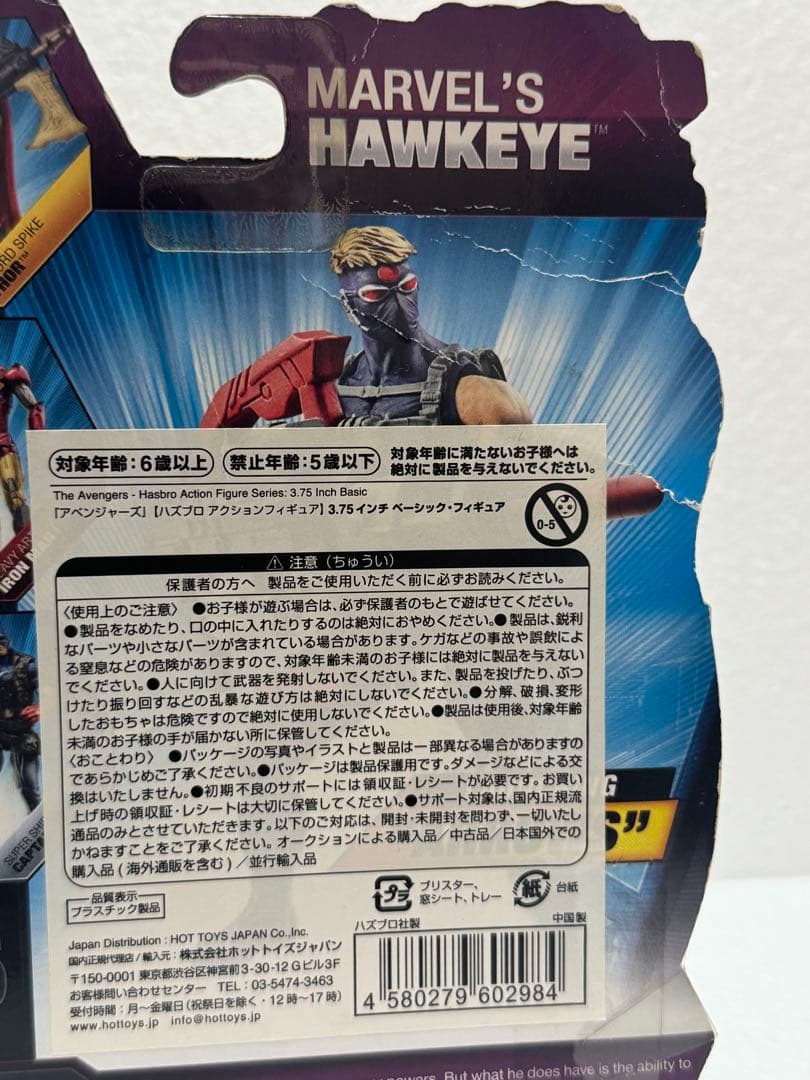 MARVEL'S
HAWKEYE™
RD SPIKE
HOR™
IRON MAN
SUPER SHI
CAPTA
対象年齢:6歳以上 禁止年齢:5歳以下 対象年齢に満たないお子様へは
絶対に製品を与えないでください。
The Avengers - Hasbro Action Figure Series: 3.75 Inch Basic
『アベンジャーズ』【ハズブロ アクションフィギュア】3.75インチ ベーシック・フィギュア
0-5
⚠ 注意（ちゅうい）
保護者の方へ 製品をご使用いただく前に必ずお読みください。
〈使用上のご注意〉 ●お子様が遊ぶ場合は、必ず保護者のもとで遊ばせてください。
●製品をなめたり、口の中に入れたりするのは絶対におやめください。●製品は、鋭利
なパーツや小さなパーツが含まれている場合があります。ケガなどの事故や誤飲によ
る窒息などの危険がありますので、対象年齢未満のお子様には絶対に製品を与えない
でください。●人に向けて武器を発射しないでください。また、製品を投げたり、ぶつ
けたり振り回すなどの乱暴な遊び方は絶対にしないでください。●分解、破損、変形
したおもちゃは危険ですので絶対に使用しないでください。●製品は使用後、対象年齢
未満のお子様の手が届かない所に保管してください。
〈おことわり〉 ●パッケージの写真やイラストと製品は一部異なる場合がありますの
であらかじめご了承ください。●パッケージは製品保護用です。ダメージなどによる交
換はいたしません。●初期不良のサポートには領収証・レシートが必要です。お買い
上げ時の領収証・レシートは大切に保管してください。●サポート対象は、国内正規流
通品のみとさせていただきます。以下のご対応は、開封・未開封を問わず、一切いたし
かねますことをご了承ください。オークションによる購入品／中古品／日本国外での
購入品（海外通販を含む）／並行輸入品
品質表示
プラスチック製品
プラ ブリスター、
窓シート、トレー
紙 台紙
Japan Distribution : HOT TOYS JAPAN Co.,Inc.
国内正規代理店／輸入元：株式会社ホットトイズジャパン
〒150-0001 東京都渋谷区神宮前3-30-12 Gビル3F
お客様問い合わせセンター TEL 03-5474-3463
受付時間：月～金曜日（祝祭日を除く・12時～17時）
www.hottoys.jp info@hottoys.jp
ハズブロ社製 中国製
4 580279 602984
powers. But what he does have is the ability to